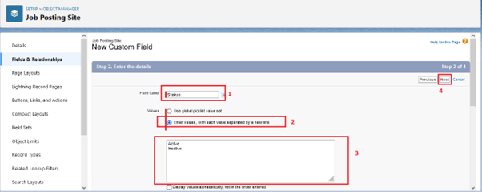 SETUP > OBJECT MANAGER
Job Posting Site
Details
Fields & Relationships
Page Layouts
Lightning Record Pages
Buttons, Links, and Actions
Compact Layouts
Field Sets
Object Limits
Record Types
Related Lookup Filters
Search Layouts
Job Posting Site
New Custom Field
Help for this Page
Step 2. Enter the details
Step 2 of 4
Previous Next Cancel
4
Field Label Status
1
Values Use global picklist value set
Enter values, with each value separated by a new line
2
Active
Inactive
3
Display values alphabetically, not in the order entered